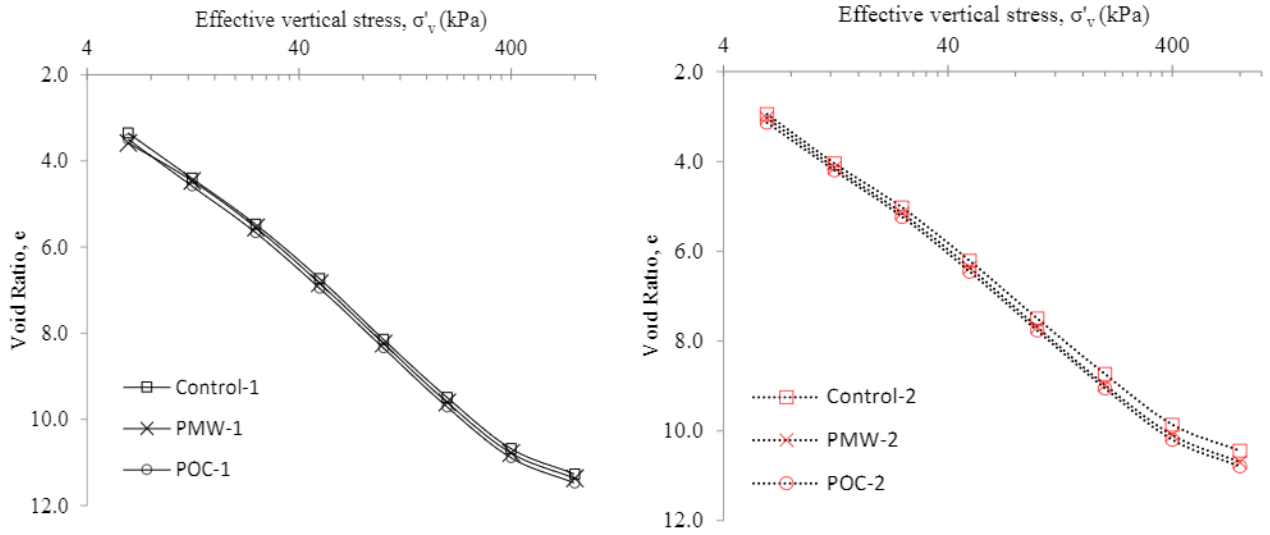 Effective vertical stress, σ'v (kPa)
4 40 400
2.0
4.0
6.0
8.0
10.0
12.0
Void Ratio, e
Control-1
PMW-1
POC-1
Effective vertical stress, σ'v (kPa)
4 40 400
2.0
4.0
6.0
8.0
10.0
12.0
Void Ratio, e
Control-2
PMW-2
POC-2